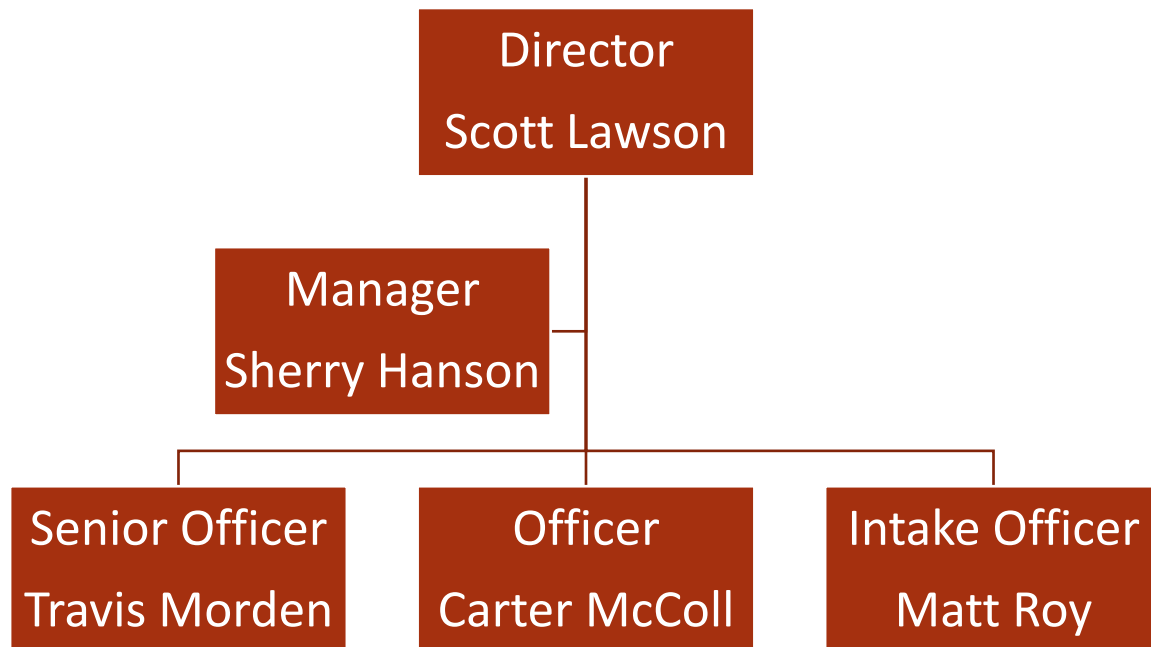 Director
Scott Lawson
Manager
Sherry Hanson
Senior Officer
Travis Morden
Officer
Carter McColl
Intake Officer
Matt Roy